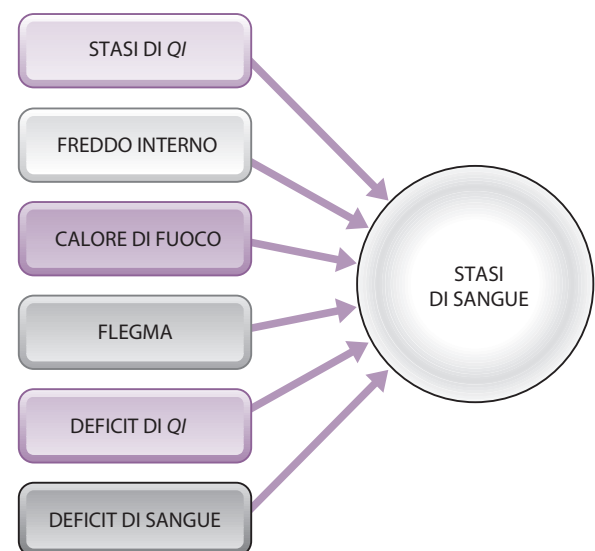 STASI DI QI
FREDDO INTERNO
CALORE DI FUOCO
FLEGMA
DEFICIT DI QI
DEFICIT DI SANGUE
STASI
DI SANGUE